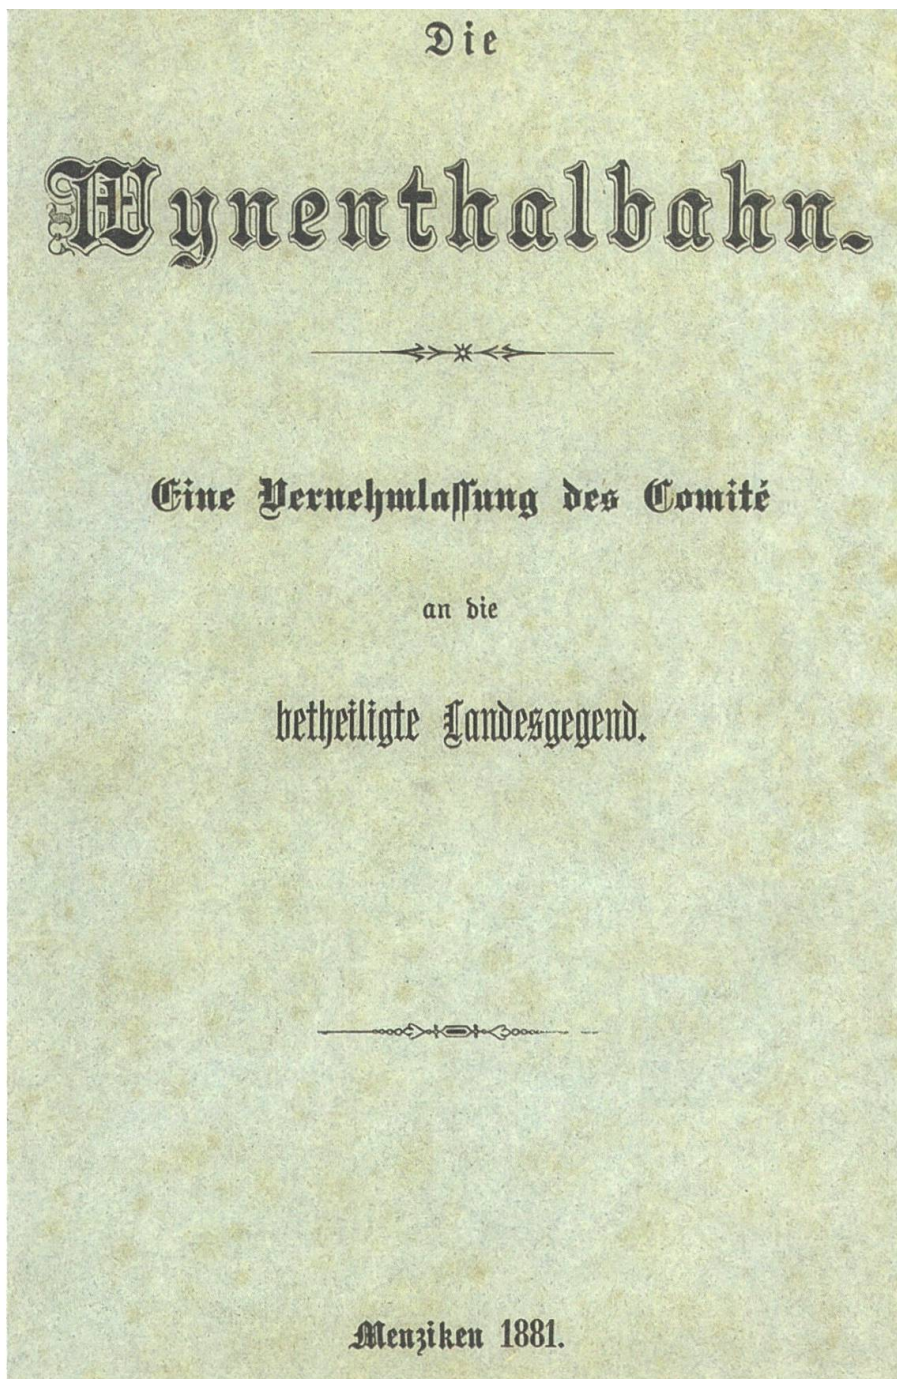 Die
Wynenthalbahn.
Eine Vernehmlassung des Comité
an die
betheiligte Landesgegend.
Menziken 1881.